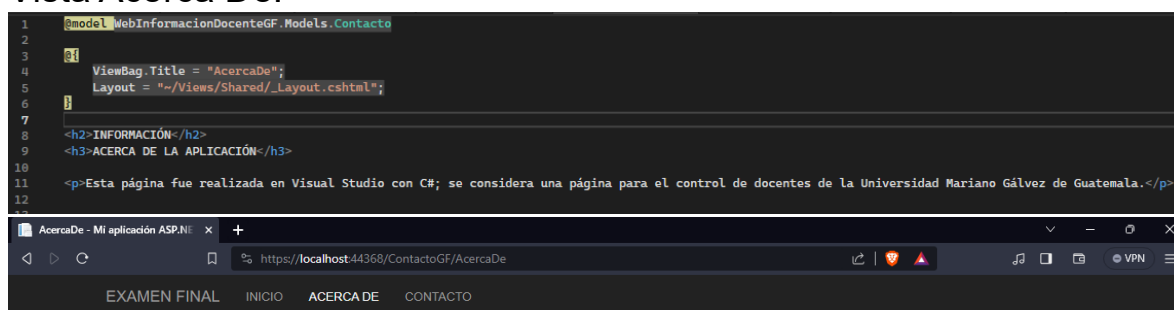 Vista Acerca De:
1 @model WebInformacionDocenteGF.Models.Contacto
2
3 @{
4 ViewBag.Title = "AcercaDe";
5 Layout = "~/Views/Shared/_Layout.cshtml";
6 }
7
8 <h2>INFORMACIÓN</h2>
9 <h3>ACERCA DE LA APLICACIÓN</h3>
10
11 <p>Esta página fue realizada en Visual Studio con C#; se considera una página para el control de docentes de la Universidad Mariano Gálvez de Guatemala.</p>
12
AcercaDe - Mi aplicación ASP.NE
https://localhost:44368/ContactoGF/AcercaDe VPN
EXAMEN FINAL INICIO ACERCA DE CONTACTO